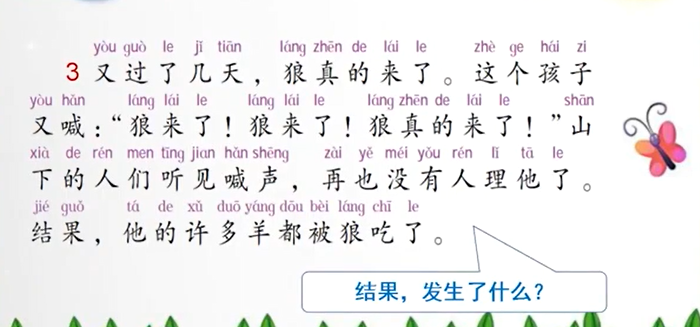 yòu guò le jǐ tiān láng zhēn de lái le zhè ge hái zi
3 又过了几天，狼真的来了。这个孩子
yòu hǎn láng lái le láng lái le láng zhēn de lái le shān
又喊：“狼来了！狼来了！狼真的来了！”山
xià de rén men tīng jian hǎn shēng zài yě méi yǒu rén lǐ tā le
下的人们听见喊声，再也没有人理他了。
jié guǒ tā de xǔ duō yáng dōu bèi láng chī le
结果，他的许多羊都被狼吃了。
结果，发生了什么？